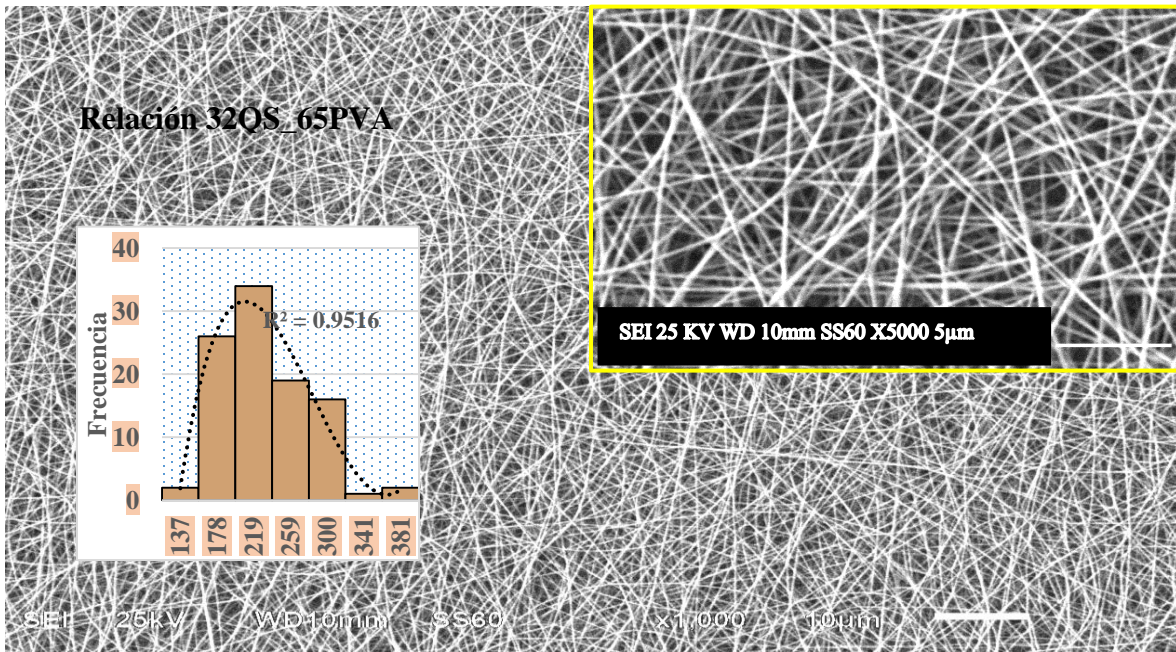 Relación 32QS_65PVA
SEI 25 KV WD 10mm SS60 X5000 5µm
Frecuencia
40
30
20
10
0
R² = 0.9516
137 178 219 259 300 341 381
SEI 25kV WD10mm SS60 x1,000 10µm